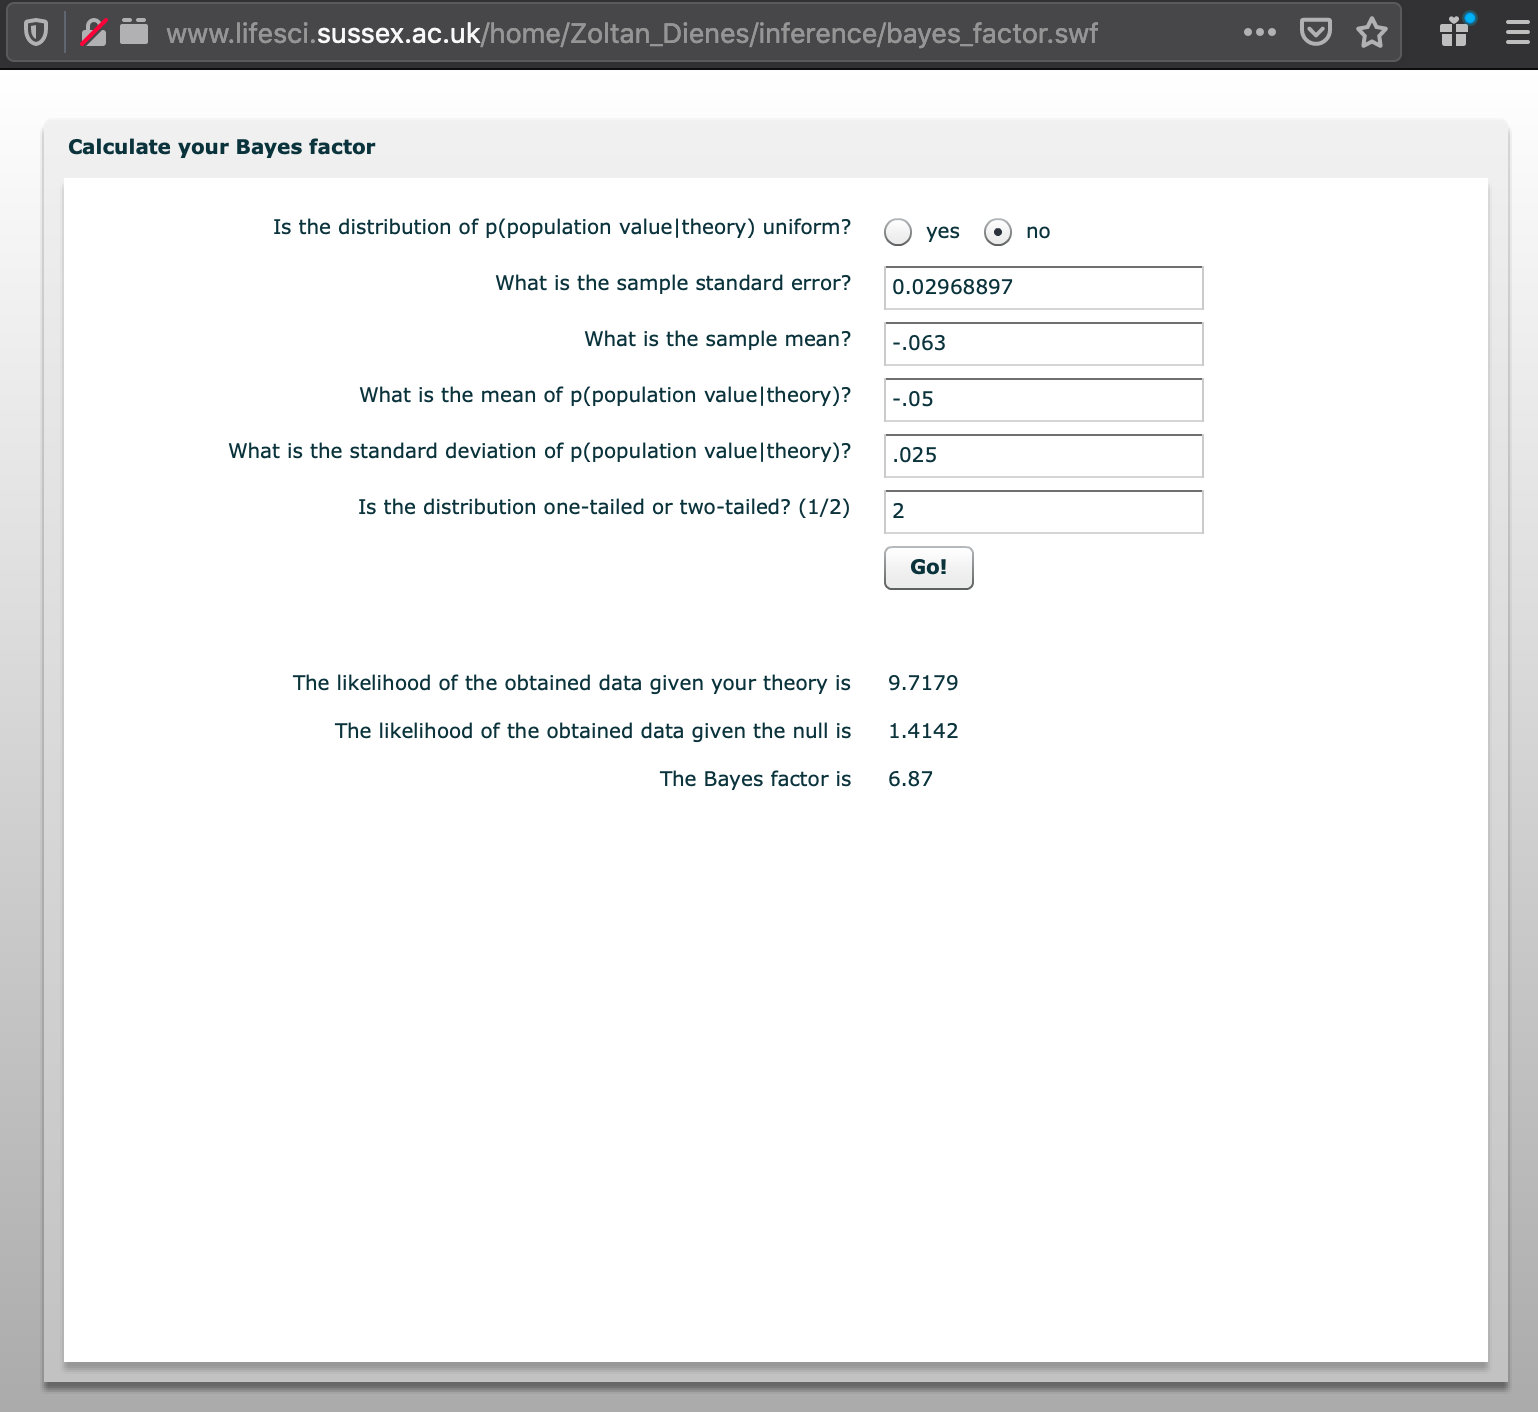 www.lifesci.sussex.ac.uk/home/Zoltan_Dienes/inference/bayes_factor.swf
Calculate your Bayes factor
Is the distribution of p(population value|theory) uniform? yes no
What is the sample standard error? 0.02968897
What is the sample mean? -.063
What is the mean of p(population value|theory)? -.05
What is the standard deviation of p(population value|theory)? .025
Is the distribution one-tailed or two-tailed? (1/2) 2
Go!
The likelihood of the obtained data given your theory is 9.7179
The likelihood of the obtained data given the null is 1.4142
The Bayes factor is 6.87